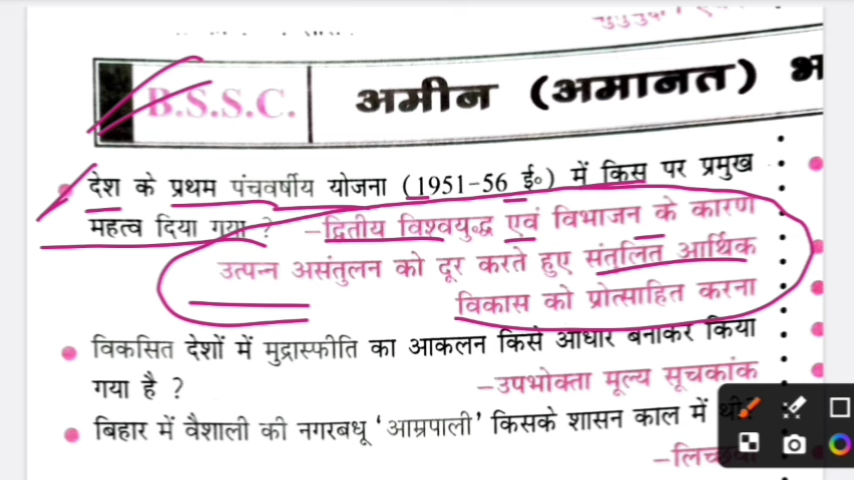 B.S.S.C. अमीन (अमानत)
देश के प्रथम पंचवर्षीय योजना (1951-56 ई०) में किस पर प्रमुख
महत्व दिया गया ? –द्वितीय विश्वयुद्ध एवं विभाजन के कारण
उत्पन्न असंतुलन को दूर करते हुए संतुलित आर्थिक
विकास को प्रोत्साहित करना
विकसित देशों में मुद्रास्फीति का आकलन किसे आधार बनाकर किया
गया है ? –उपभोक्ता मूल्य सूचकांक
बिहार में वैशाली की नगरबधू ‘आम्रपाली’ किसके शासन काल में